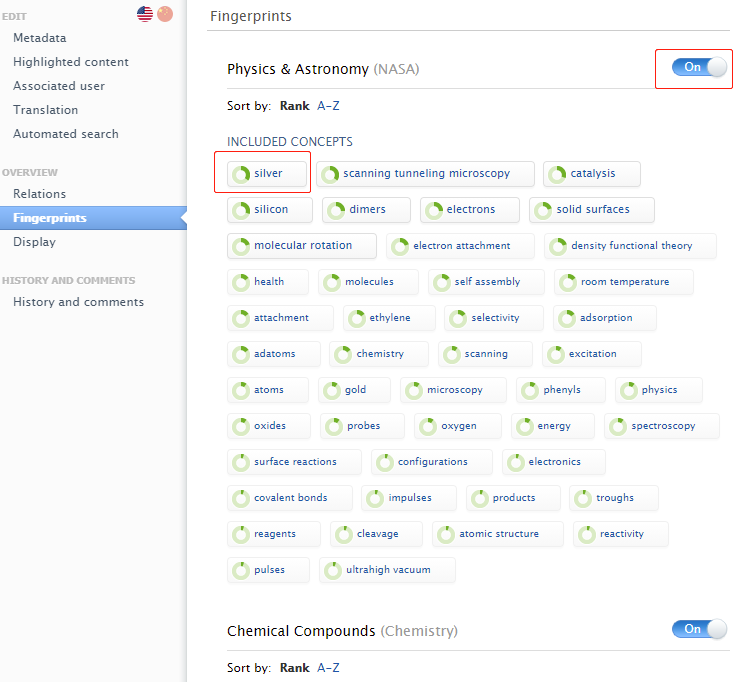 EDIT
Metadata
Highlighted content
Associated user
Translation
Automated search
OVERVIEW
Relations
Fingerprints
Display
HISTORY AND COMMENTS
History and comments
Fingerprints
Physics & Astronomy (NASA) On
Sort by: Rank A-Z
INCLUDED CONCEPTS
silver scanning tunneling microscopy catalysis
silicon dimers electrons solid surfaces
molecular rotation electron attachment density functional theory
health molecules self assembly room temperature
attachment ethylene selectivity adsorption
adatoms chemistry scanning excitation
atoms gold microscopy phenyls physics
oxides probes oxygen energy spectroscopy
surface reactions configurations electronics
covalent bonds impulses products troughs
reagents cleavage atomic structure reactivity
pulses ultrahigh vacuum
Chemical Compounds (Chemistry) On
Sort by: Rank A-Z